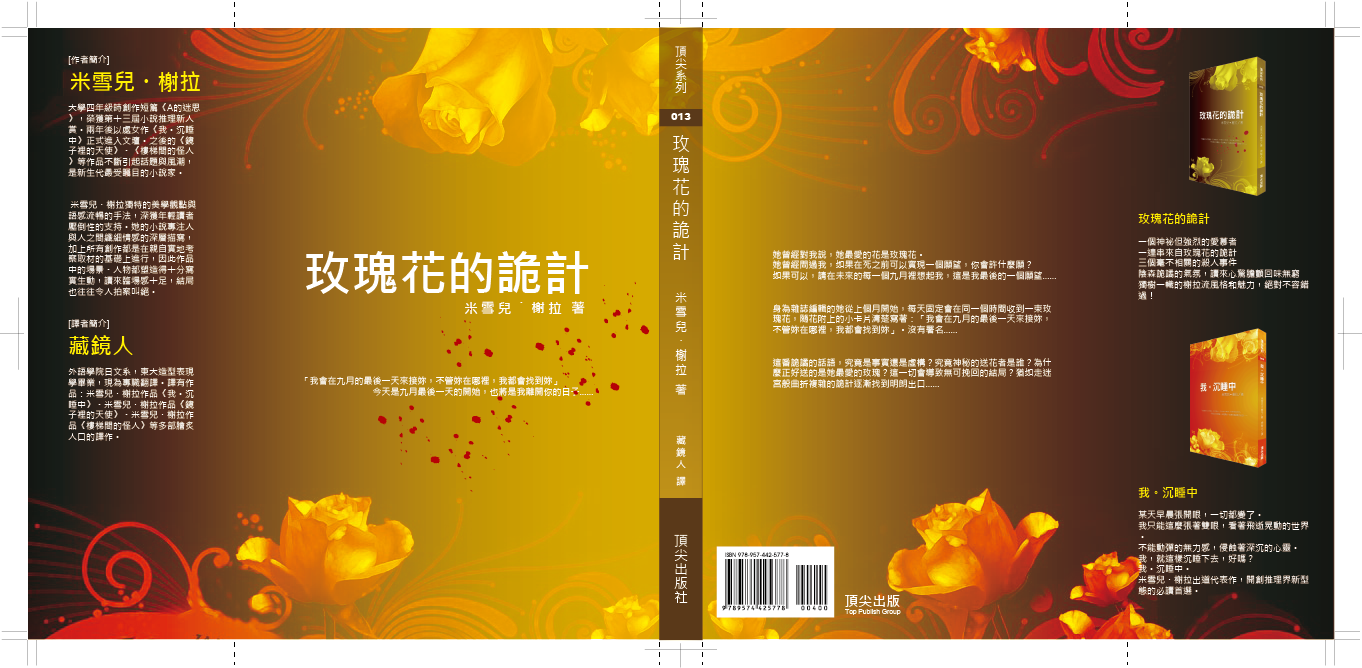 [作者簡介]
米雪兒・榭拉
大學四年級時創作短篇《A的迷思
》，榮獲第十三屆小說推理新人
賞。兩年後以處女作《我・沉睡
中》正式進入文壇。之後的《鏡
子裡的天使》、《樓梯間的怪人
》等作品不斷引起話題與風潮，
是新生代最受矚目的小說家。
米雪兒．榭拉獨特的美學觀點與
語感流暢的手法，深獲年輕讀者
壓倒性的支持。她的小說專注人
與人之間纖細情感的深層描寫，
加上所有創作都是在親自實地考
察取材的基礎上進行，因此作品
中的場景、人物都塑造得十分寫
實生動，讀來臨場感十足，結局
也往往令人拍案叫絕。
[譯者簡介]
藏鏡人
外語學院日文系，東大造型表現
學畢業，現為專職翻譯。譯有作
品：米雪兒．榭拉作品《我・沉
睡中》、米雪兒．榭拉作品《鏡
子裡的天使》、米雪兒．榭拉作
品《樓梯間的怪人》等多部膾炙
人口的譯作。
玫瑰花的詭計
米雪兒˙榭拉 著
「我會在九月的最後一天來接妳，不管妳在哪裡，我都會找到妳」
今天是九月最後一天的開始，也將是我離開你的日子……
頂尖系列
013
玫瑰花的詭計
米雪兒．榭拉 著
藏鏡人 譯
頂尖出版社
她曾經對我說，她最愛的花是玫瑰花。
她曾經問過我，如果在死之前可以實現一個願望，你會許什麼願？
如果可以，請在未來的每一個九月裡想起我，這是我最後的一個願望……
身為雜誌編輯的她從上個月開始，每天固定會在同一個時間收到一束玫
瑰花，隨花附上的小卡片清楚寫著：「我會在九月的最後一天來接妳，
不管妳在哪裡，我都會找到妳」。沒有署名……
這番詭譎的話語，究竟是事實還是虛構？究竟神秘的送花者是誰？為什
麼正好送的是她最愛的玫瑰？這一切會導致無可挽回的結局？猶如走迷
宮般曲折複雜的詭計逐漸找到明朗出口……
ISBN 978-957-442-577-8
9789574425778
00400
頂尖出版
Top Publish Group
玫瑰花的詭計
玫瑰花的詭計
一個神祕但強烈的愛慕者
一連串來自玫瑰花的詭計
三個毫不相關的殺人事件
陰森詭譎的氣氛，讀來心驚膽顫回味無窮
獨樹一幟的榭拉流風格和魅力，絕對不容錯
過！
我・沉睡中
我。沉睡中
某天早晨張開眼，一切都變了。
我只能這麼張著雙眼，看著飛逝晃動的世界
。
不能動彈的無力感，侵蝕著深沉的心靈。
我，就這樣沉睡下去，好嗎？
我。沉睡中。
米雪兒．榭拉出道代表作，開創推理界新型
態的必讀首選。